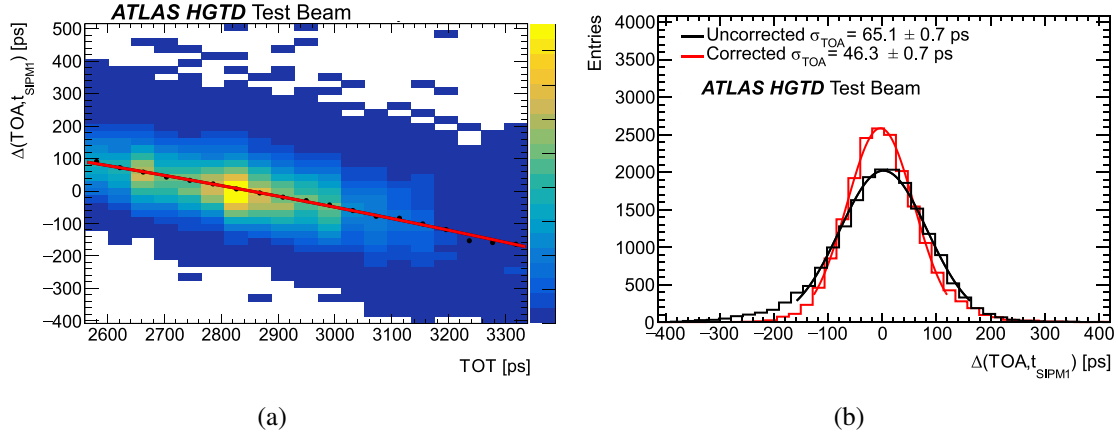 ATLAS HGTD Test Beam
Δ(TOA,t_SIPM1) [ps]
500
400
300
200
100
0
−100
−200
−300
−400
2600 2700 2800 2900 3000 3100 3200 3300
TOT [ps]
(a)
Entries
4000
3500
3000
2500
2000
1500
1000
500
0
Uncorrected σ_TOA= 65.1 ± 0.7 ps
Corrected σ_TOA= 46.3 ± 0.7 ps
ATLAS HGTD Test Beam
−400 −300 −200 −100 0 100 200 300 400
Δ(TOA,t_SIPM1) [ps]
(b)